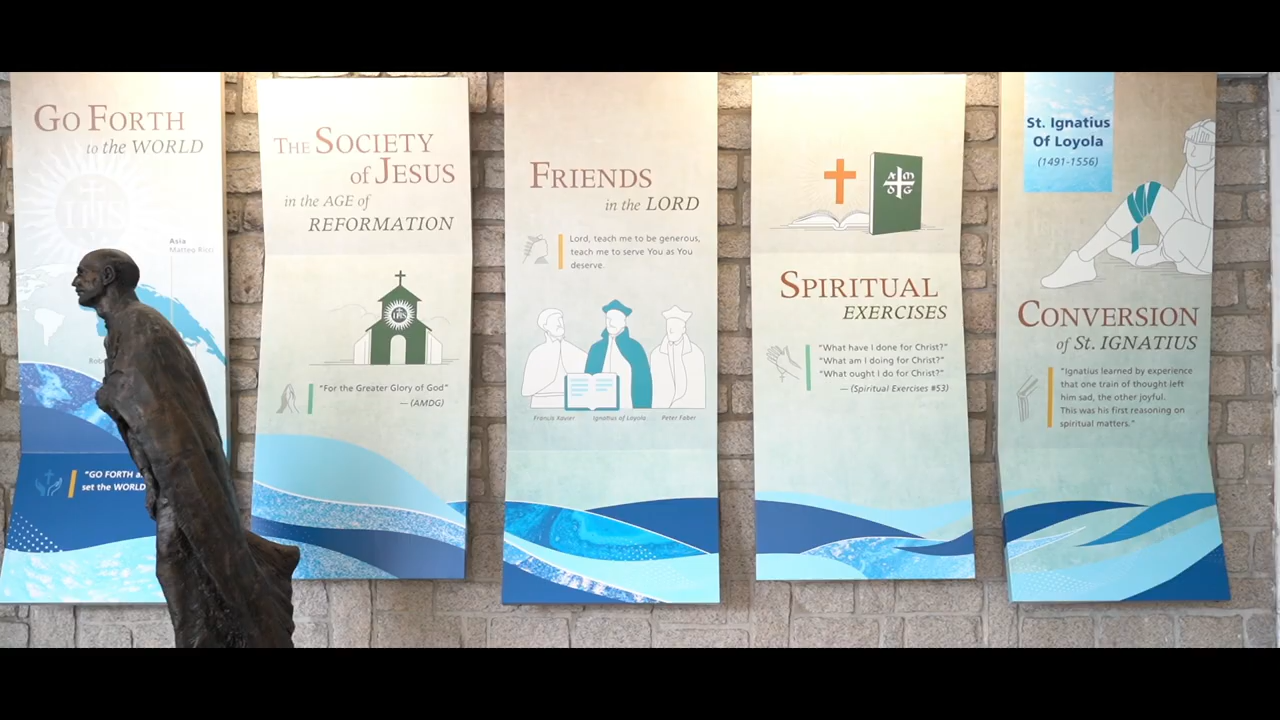 GO FORTH
to the WORLD
IHS
Asia
Matteo Ricci
"GO FORTH
set the WORLD
THE SOCIETY
of JESUS
in the AGE of
REFORMATION
IHS
"For the Greater Glory of God"
— (AMDG)
FRIENDS
in the LORD
Lord, teach me to be generous,
teach me to serve You as You
deserve.
Francis Xavier
Ignatius of Loyola
Peter Faber
A M
D G
SPIRITUAL
EXERCISES
"What have I done for Christ?"
"What am I doing for Christ?"
"What ought I do for Christ?"
— (Spiritual Exercises #53)
St. Ignatius
Of Loyola
(1491-1556)
CONVERSION
of St. IGNATIUS
"Ignatius learned by experience
that one train of thought left
him sad, the other joyful.
This was his first reasoning on
spiritual matters."